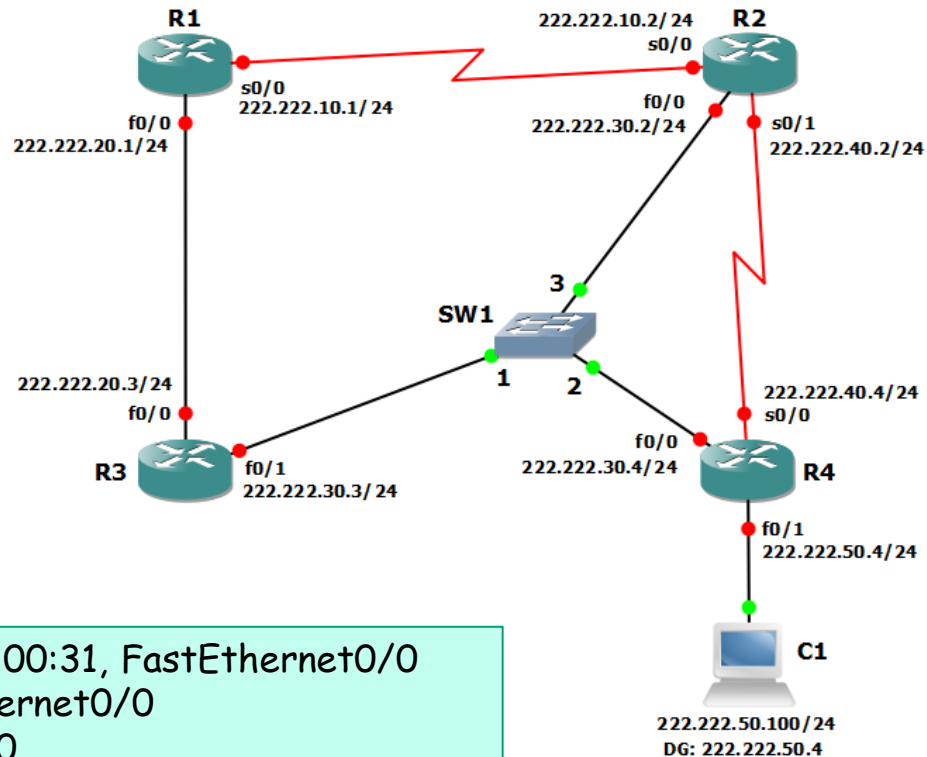 222.222.10.2/24
R1
R2
s0/0
s0/0
222.222.10.1/24
f0/0
222.222.20.1/24
f0/0
222.222.30.2/24
s0/1
222.222.40.2/24
3
SW1
1
2
222.222.20.3/24
f0/0
222.222.40.4/24
s0/0
R3
f0/1
222.222.30.3/24
f0/0
222.222.30.4/24
R4
f0/1
222.222.50.4/24
00:31, FastEthernet0/0
ernet0/0
0
C1
222.222.50.100/24
DG: 222.222.50.4